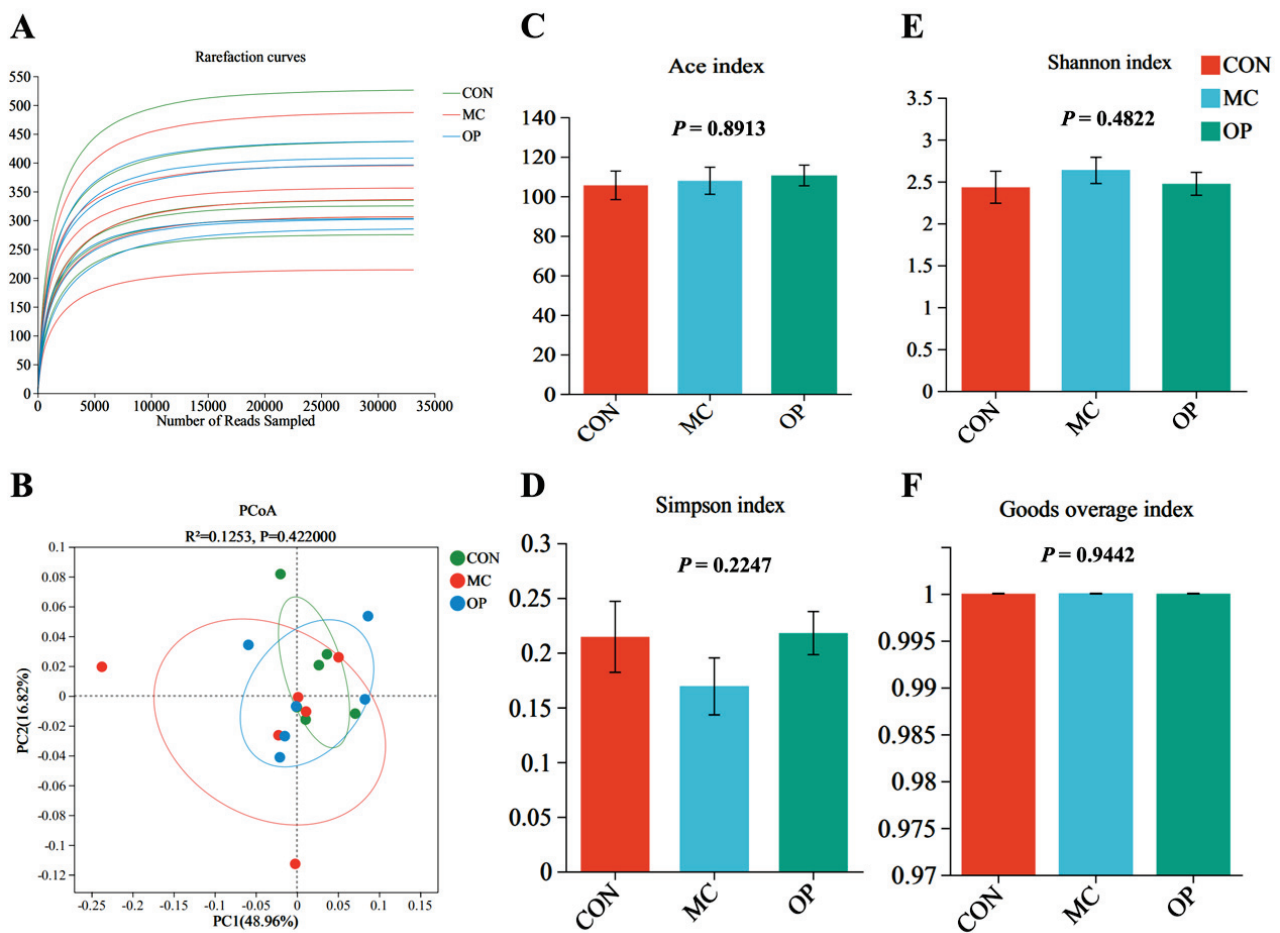 A
Rarefaction curves
550
500
450
400
350
300
250
200
150
100
50
0
0 5000 10000 15000 20000 25000 30000 35000
Number of Reads Sampled
CON
MC
OP
C
Ace index
P = 0.8913
140
120
100
80
60
40
20
0
CON MC OP
E
Shannon index
CON
MC
OP
P = 0.4822
3.5
3
2.5
2
1.5
1
0.5
0
CON MC OP
B
PCoA
R²=0.1253, P=0.422000
CON
MC
OP
PC2(16.82%)
0.1
0.08
0.06
0.04
0.02
0
-0.02
-0.04
-0.06
-0.08
-0.1
-0.12
-0.25 -0.2 -0.15 -0.1 -0.05 0 0.05 0.1 0.15
PC1(48.96%)
D
Simpson index
P = 0.2247
0.3
0.25
0.2
0.15
0.1
0.05
0
CON MC OP
F
Goods overage index
P = 0.9442
1
0.995
0.99
0.985
0.98
0.975
0.97
CON MC OP